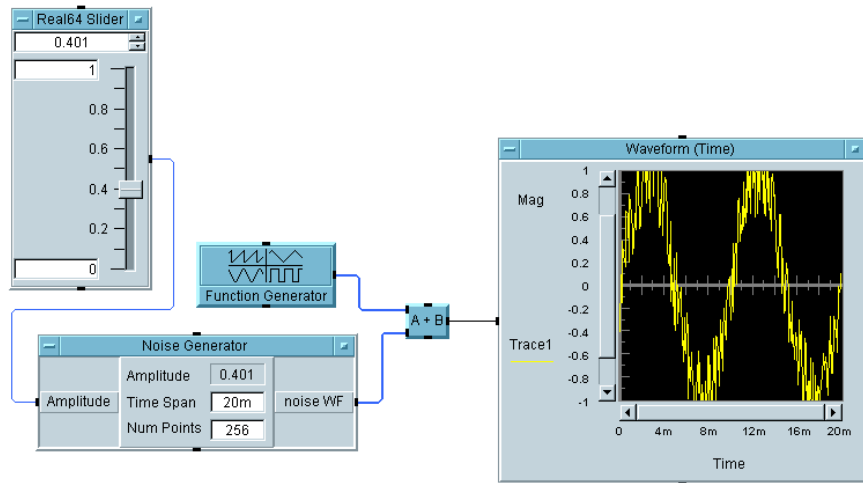 Real64 Slider
0.401
1
0.8
0.6
0.4
0.2
0
Function Generator
A + B
Noise Generator
Amplitude
Amplitude 0.401
Time Span 20m
Num Points 256
noise WF
Waveform (Time)
Mag
Trace1
1
0.8
0.6
0.4
0.2
0
-0.2
-0.4
-0.6
-0.8
-1
0 4m 8m 12m 16m 20m
Time